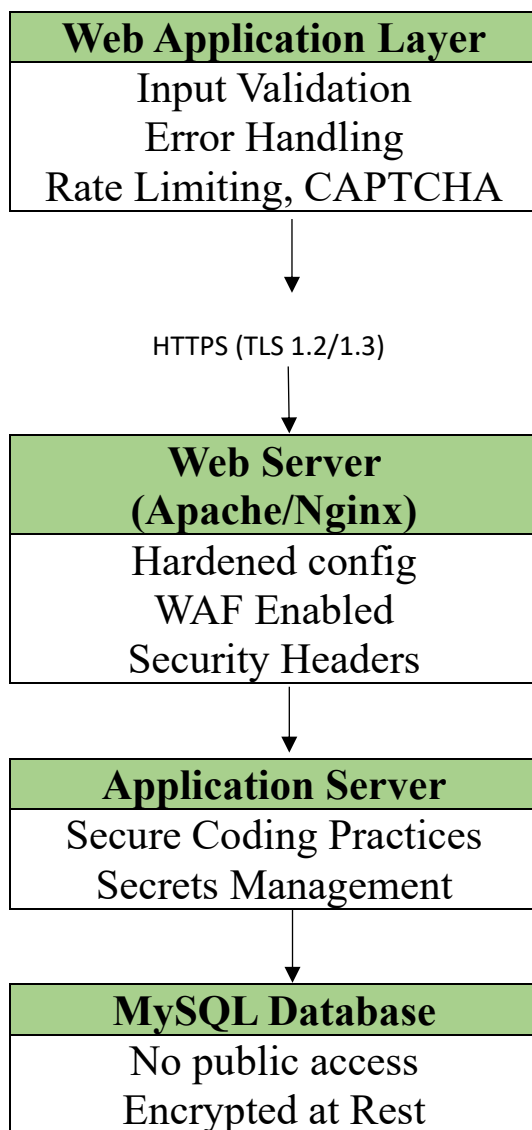 Web Application Layer
Input Validation
Error Handling
Rate Limiting, CAPTCHA
HTTPS (TLS 1.2/1.3)
Web Server
(Apache/Nginx)
Hardened config
WAF Enabled
Security Headers
Application Server
Secure Coding Practices
Secrets Management
MySQL Database
No public access
Encrypted at Rest